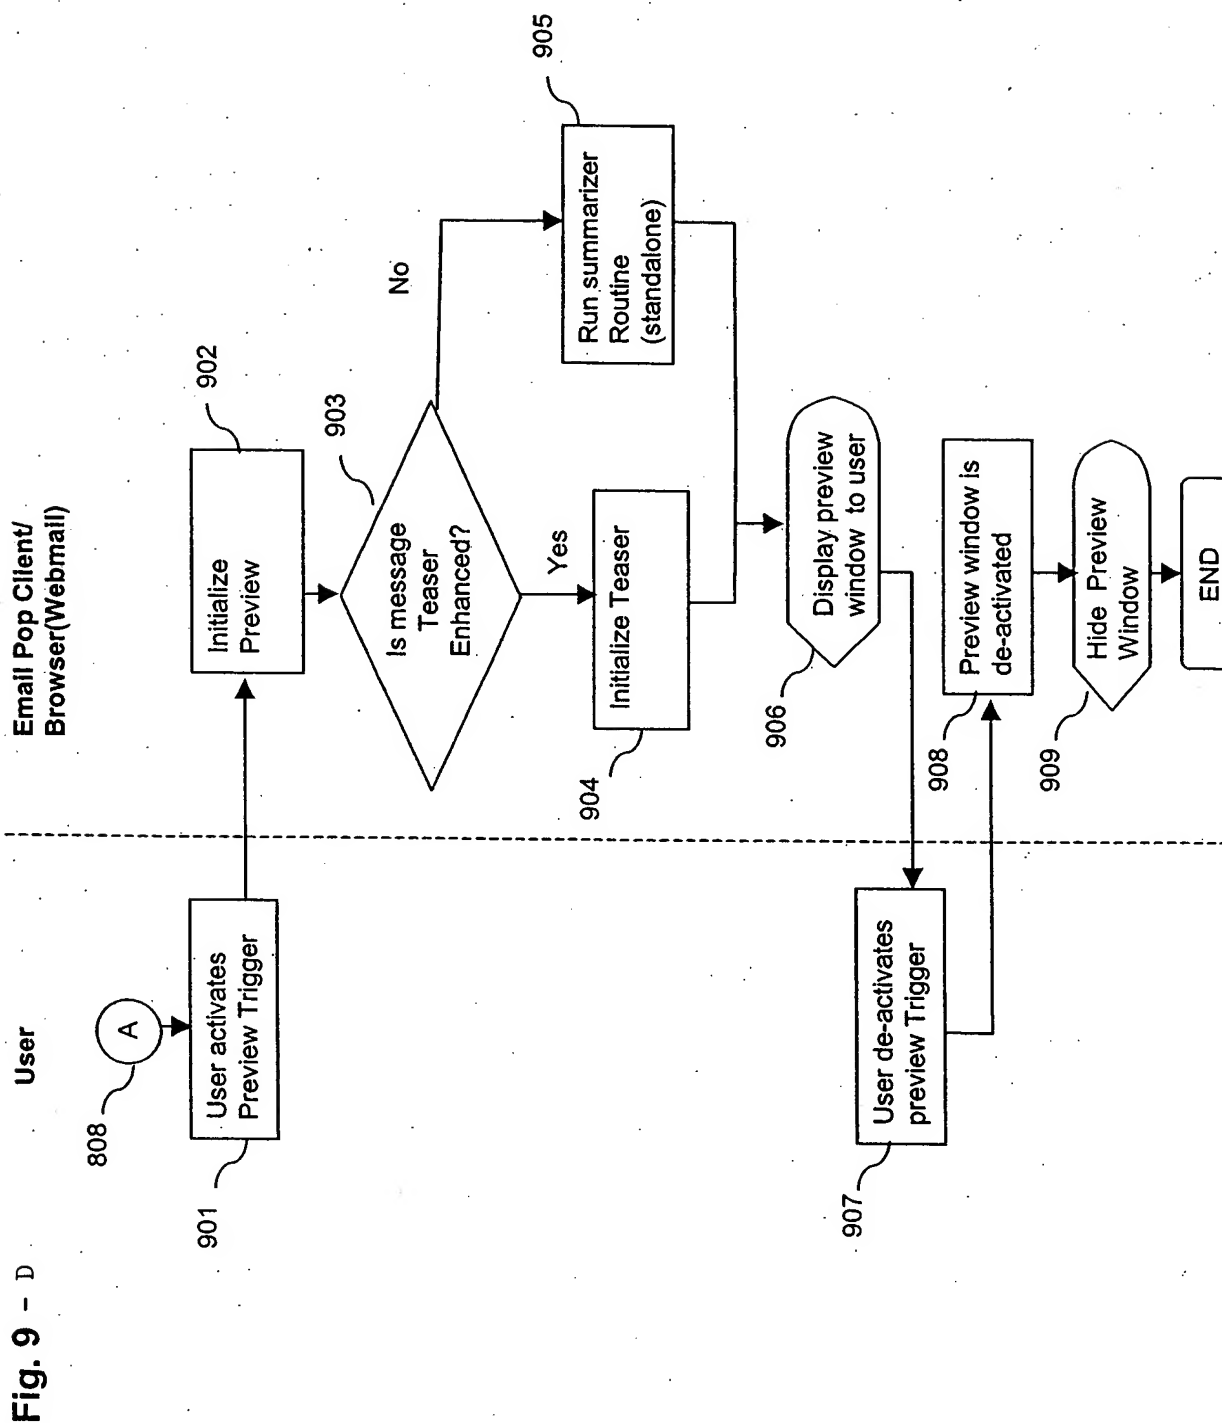 Fig. 9 - D
User
Email Pop Client/
Browser(Webmail)
808
A
901
User activates
Preview Trigger
902
Initialize
Preview
903
Is message
Teaser
Enhanced?
No
Yes
904
Initialize Teaser
905
Run summarizer
Routine
(standalone)
906
Display preview
window to user
907
User de-activates
preview Trigger
908
Preview window is
de-activated
909
Hide Preview
Window
END